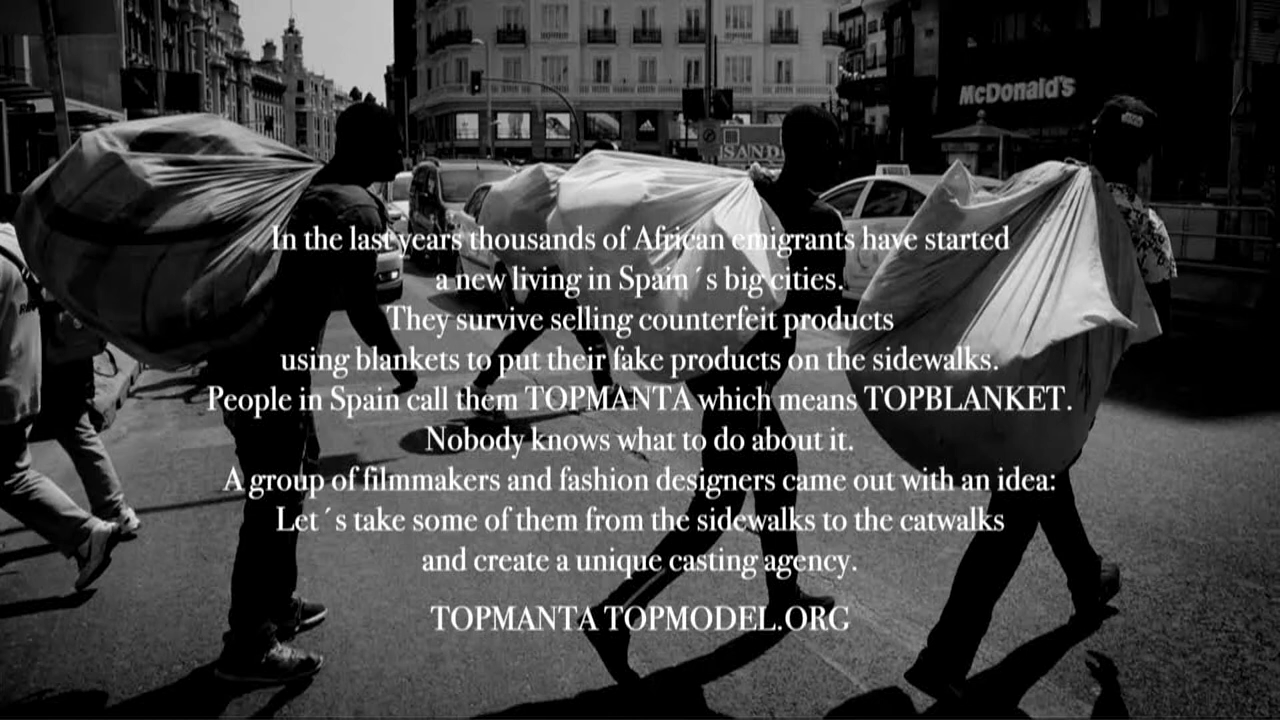 McDonald's
ISANDI
In the last years thousands of African emigrants have started
a new living in Spain´s big cities.
They survive selling counterfeit products
using blankets to put their fake products on the sidewalks.
People in Spain call them TOPMANTA which means TOPBLANKET.
Nobody knows what to do about it.
A group of filmmakers and fashion designers came out with an idea:
Let´s take some of them from the sidewalks to the catwalks
and create a unique casting agency.
TOPMANTA TOPMODEL.ORG